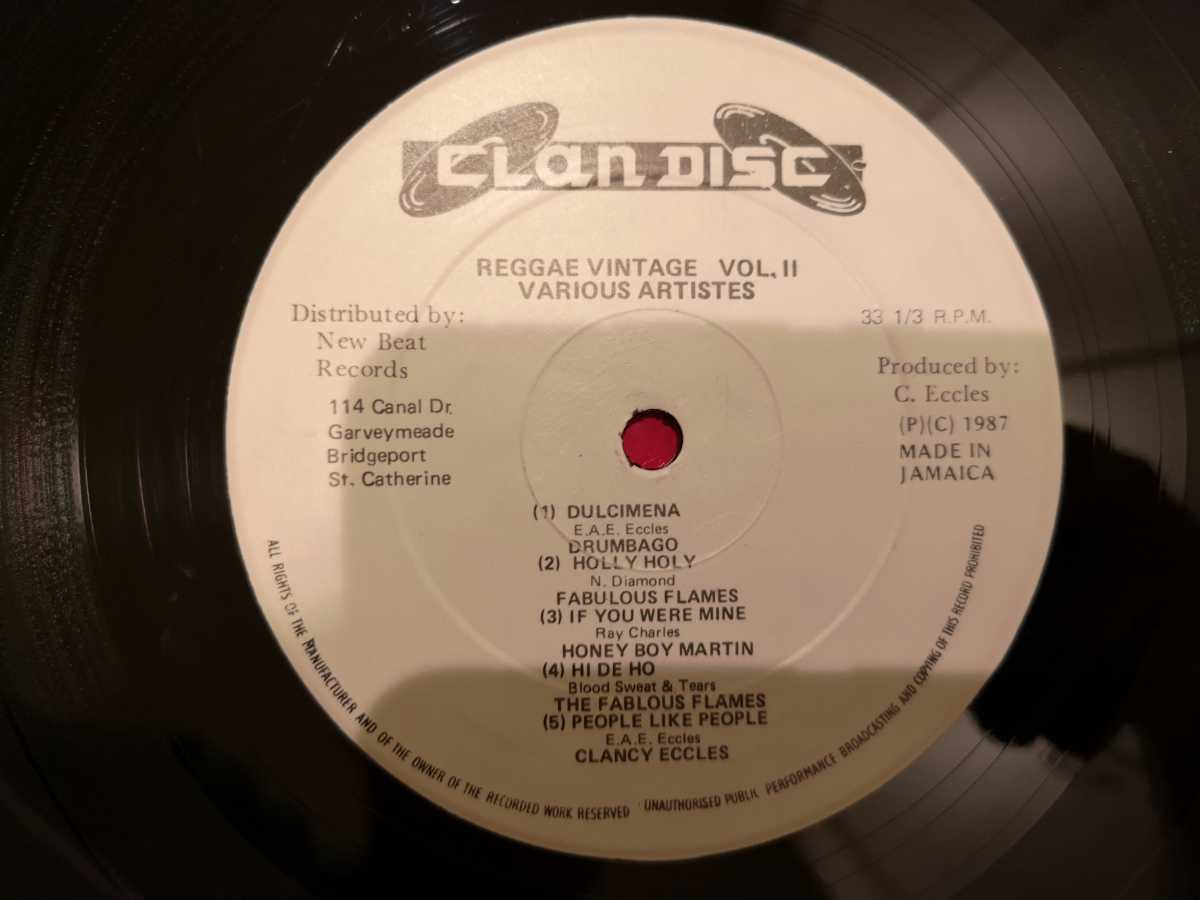 CLAN DISC
REGGAE VINTAGE VOL, II
VARIOUS ARTISTES
Distributed by:
New Beat
Records
114 Canal Dr.
Garveymeade
Bridgeport
St. Catherine
33 1/3 R.P.M.
Produced by:
C. Eccles
(P)(C) 1987
MADE IN
JAMAICA
(1) DULCIMENA
E.A.E. Eccles
DRUMBAGO
(2) HOLLY HOLY
N. Diamond
FABULOUS FLAMES
(3) IF YOU WERE MINE
Ray Charles
HONEY BOY MARTIN
(4) HI DE HO
Blood Sweat & Tears
THE FABLOUS FLAMES
(5) PEOPLE LIKE PEOPLE
E.A.E. Eccles
CLANCY ECCLES
ALL RIGHTS OF THE MANUFACTURER AND OF THE OWNER OF THE RECORDED WORK RESERVED UNAUTHORISED PUBLIC PERFORMANCE BROADCASTING AND COPYING OF THIS RECORD PROHIBITED